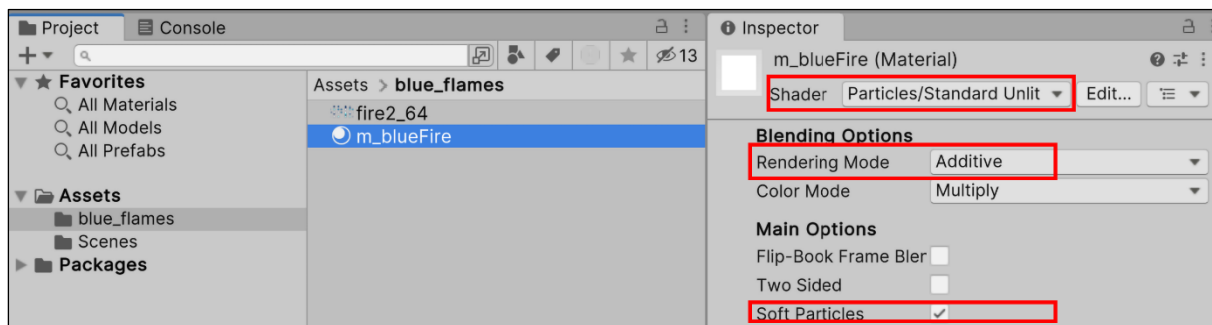 Project Console
13
Favorites
All Materials
All Models
All Prefabs
Assets
blue_flames
Scenes
Packages
Assets > blue_flames
fire2_64
m_blueFire
Inspector
m_blueFire (Material)
Shader Particles/Standard Unlit Edit...
Blending Options
Rendering Mode Additive
Color Mode Multiply
Main Options
Flip-Book Frame Bler
Two Sided
Soft Particles